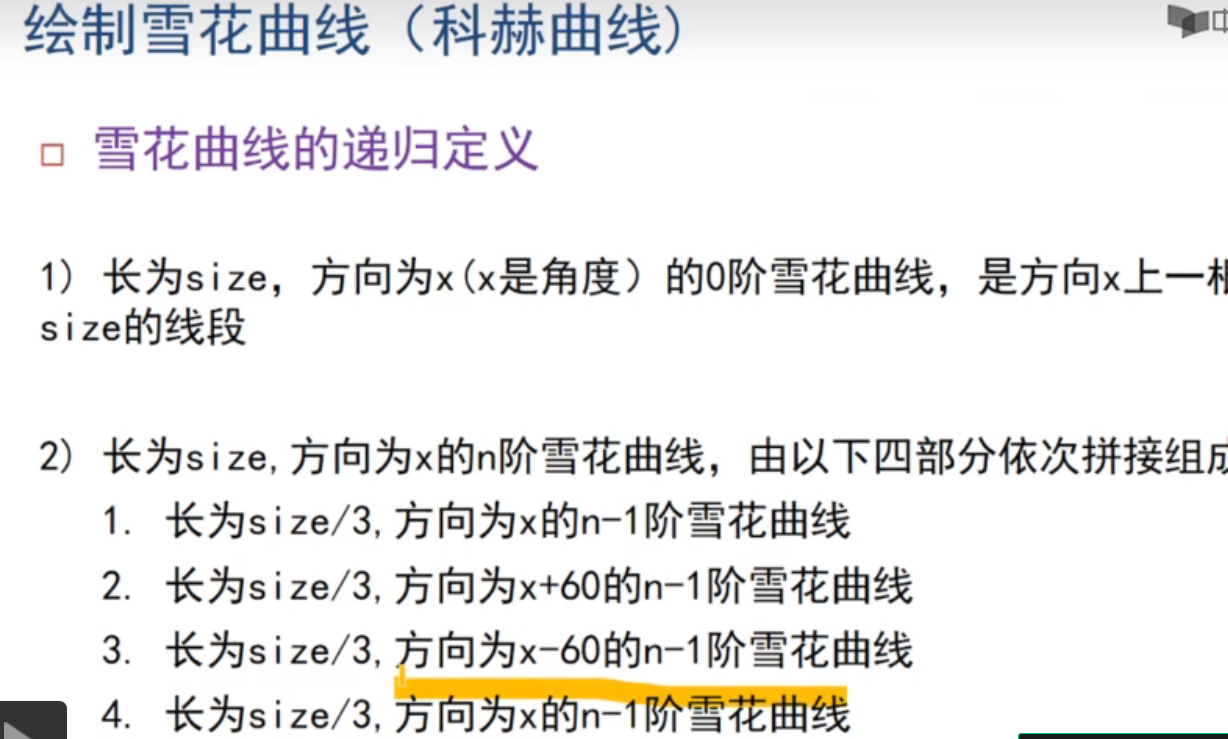 绘制雪花曲线（科赫曲线）
雪花曲线的递归定义
1) 长为size，方向为x(x是角度）的0阶雪花曲线，是方向x上一根
size的线段
2) 长为size,方向为x的n阶雪花曲线，由以下四部分依次拼接组成
1. 长为size/3,方向为x的n-1阶雪花曲线
2. 长为size/3,方向为x+60的n-1阶雪花曲线
3. 长为size/3,方向为x-60的n-1阶雪花曲线
4. 长为size/3,方向为x的n-1阶雪花曲线